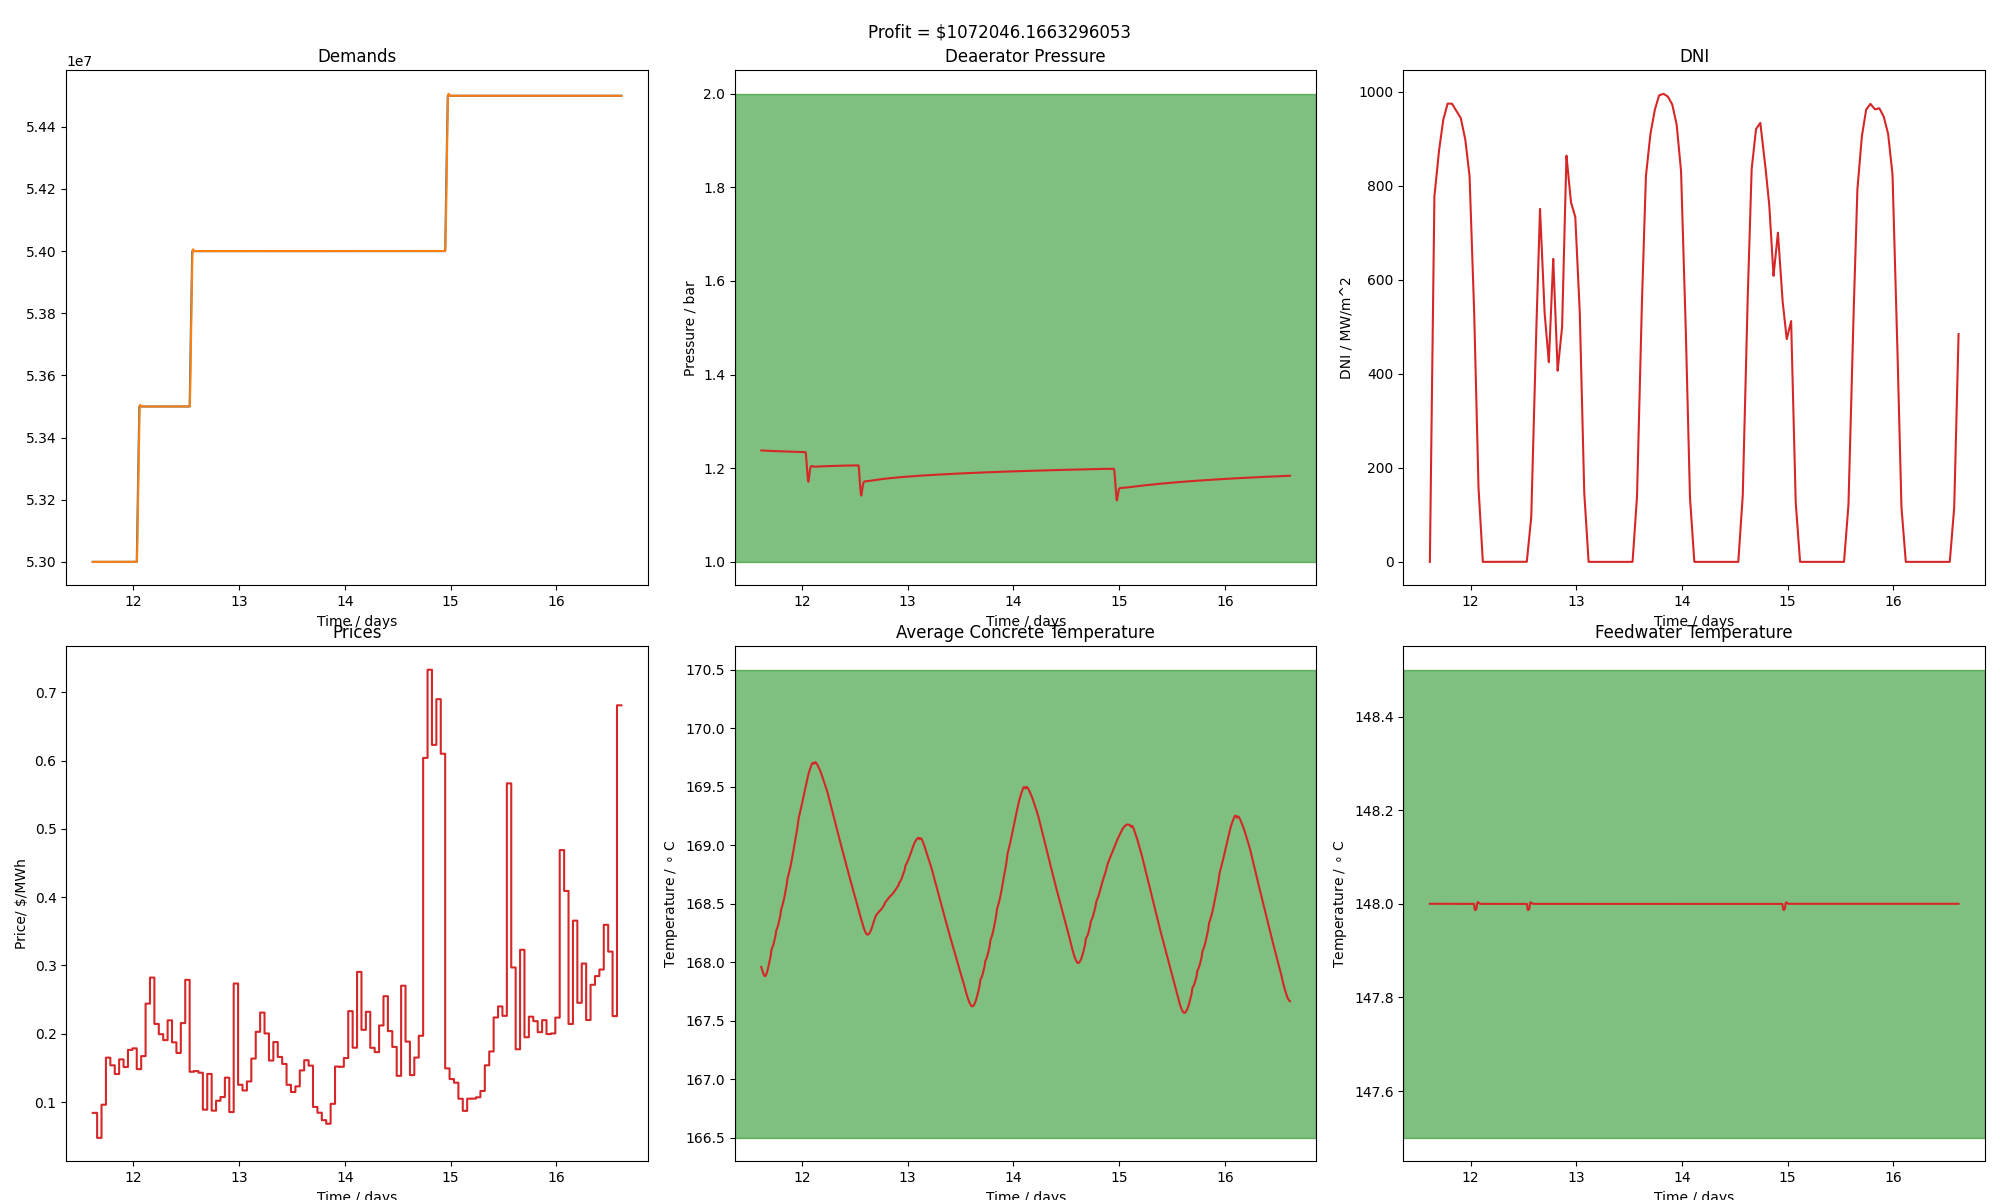 Profit = $1072046.1663296053
Demands
1e7
5.44
5.42
5.40
5.38
5.36
5.34
5.32
5.30
12 13 14 15 16
Time / days
Deaerator Pressure
Pressure / bar
2.0
1.8
1.6
1.4
1.2
1.0
12 13 14 15 16
Time / days
DNI
DNI / MW/m^2
1000
800
600
400
200
0
12 13 14 15 16
Time / days
Prices
Price/ $/MWh
0.7
0.6
0.5
0.4
0.3
0.2
0.1
12 13 14 15 16
Time / days
Average Concrete Temperature
Temperature / ∘ C
170.5
170.0
169.5
169.0
168.5
168.0
167.5
167.0
166.5
12 13 14 15 16
Time / days
Feedwater Temperature
Temperature / ∘ C
148.4
148.2
148.0
147.8
147.6
12 13 14 15 16
Time / days